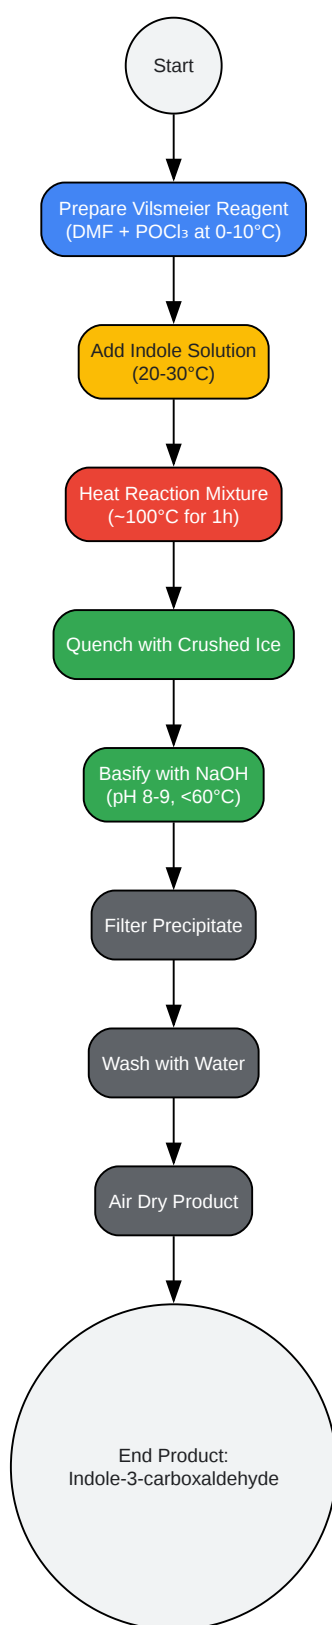 Start
Prepare Vilsmeier Reagent
(DMF + POCl₃ at 0-10°C)
Add Indole Solution
(20-30°C)
Heat Reaction Mixture
(~100°C for 1h)
Quench with Crushed Ice
Basify with NaOH
(pH 8-9, <60°C)
Filter Precipitate
Wash with Water
Air Dry Product
End Product:
Indole-3-carboxaldehyde